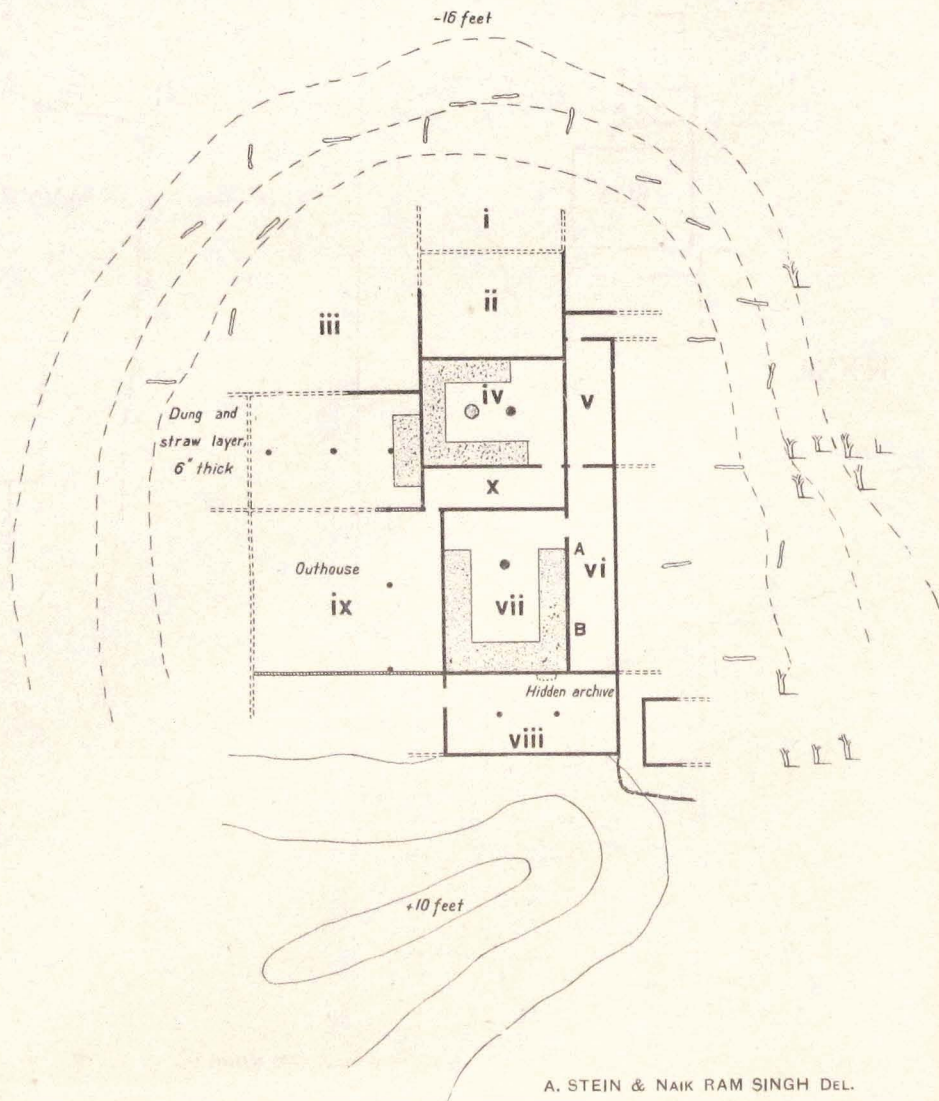 -16 feet
i
ii
iii
iv
v
Dung and
straw layer,
6" thick
x
A
vi
Outhouse
ix
vii
B
Hidden archive
viii
+10 feet
A. STEIN & NAIK RAM SINGH DEL.